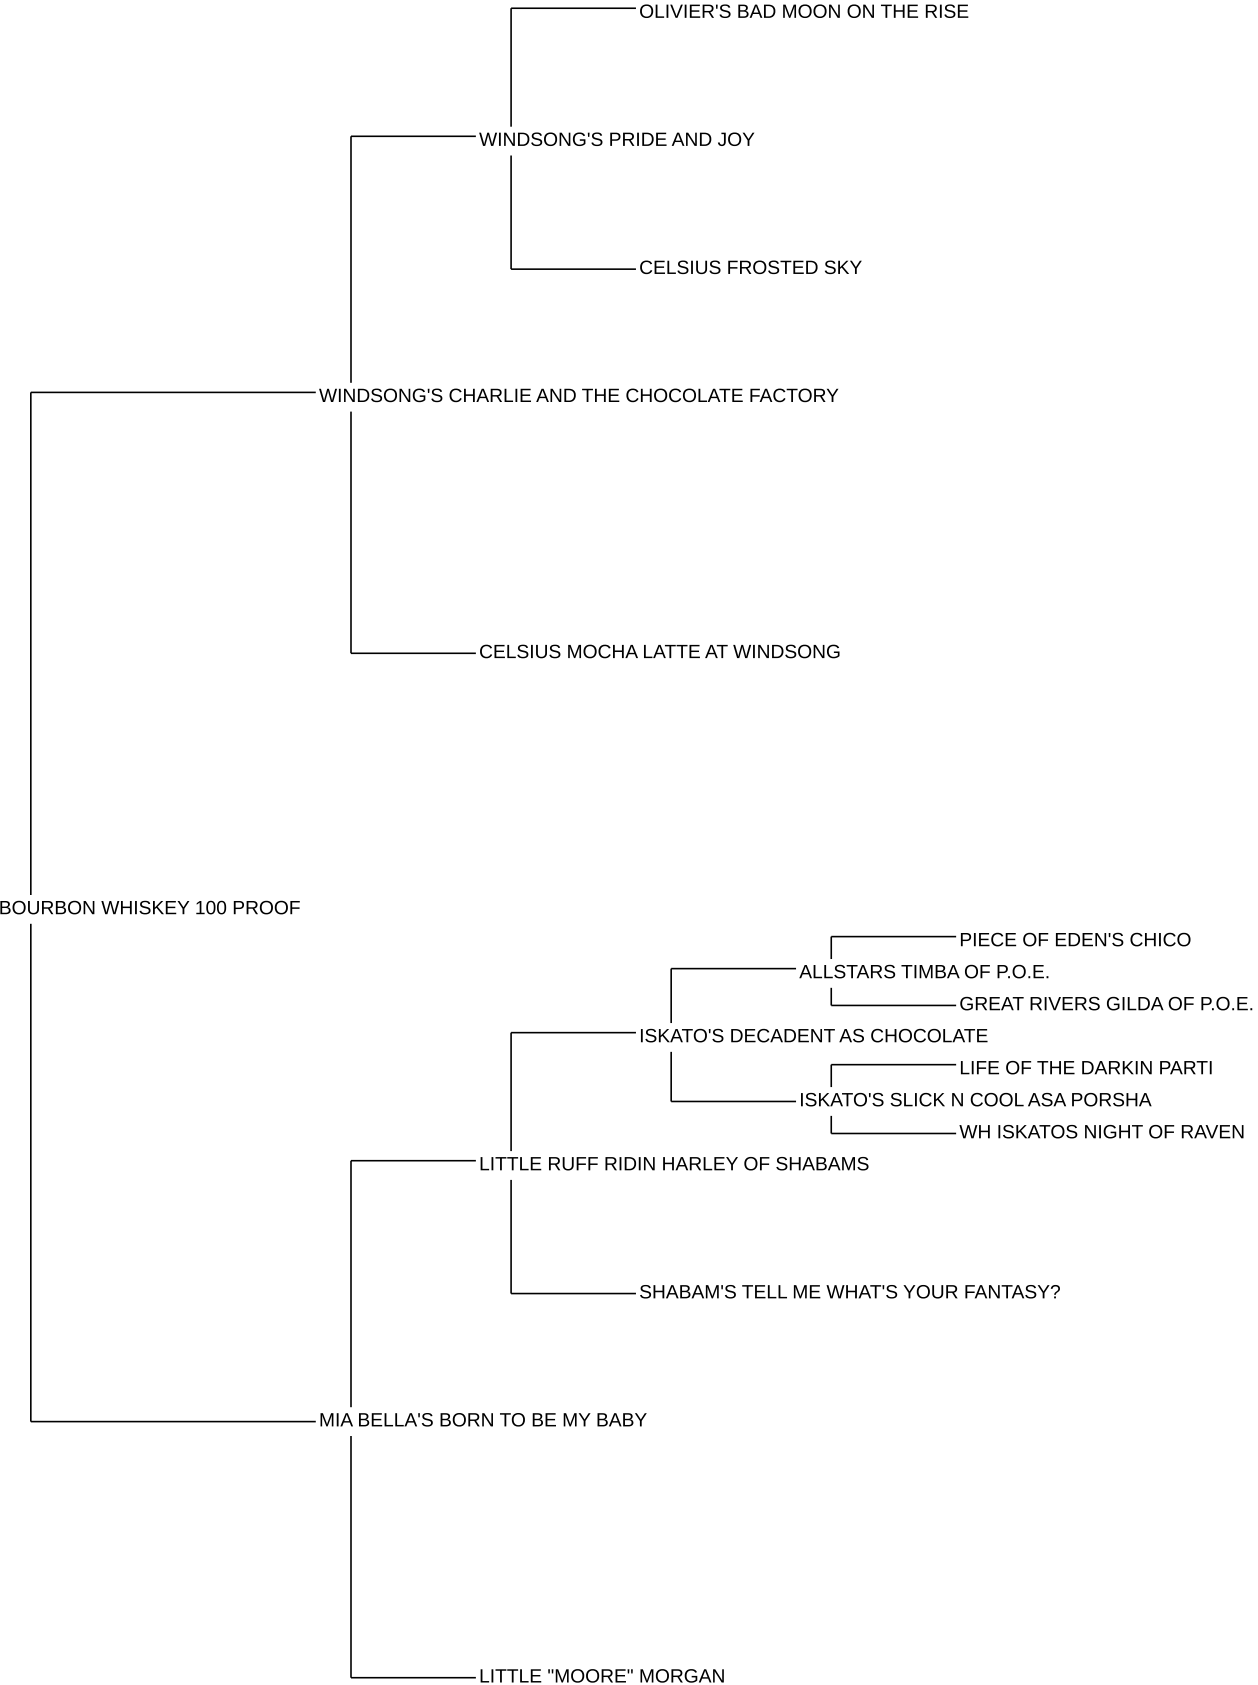 OLIVIER'S BAD MOON ON THE RISE
WINDSONG'S PRIDE AND JOY
CELSIUS FROSTED SKY
WINDSONG'S CHARLIE AND THE CHOCOLATE FACTORY
CELSIUS MOCHA LATTE AT WINDSONG
BOURBON WHISKEY 100 PROOF
PIECE OF EDEN'S CHICO
ALLSTARS TIMBA OF P.O.E.
GREAT RIVERS GILDA OF P.O.E.
ISKATO'S DECADENT AS CHOCOLATE
LIFE OF THE DARKIN PARTI
ISKATO'S SLICK N COOL ASA PORSHA
WH ISKATOS NIGHT OF RAVEN
LITTLE RUFF RIDIN HARLEY OF SHABAMS
SHABAM'S TELL ME WHAT'S YOUR FANTASY?
MIA BELLA'S BORN TO BE MY BABY
LITTLE "MOORE" MORGAN